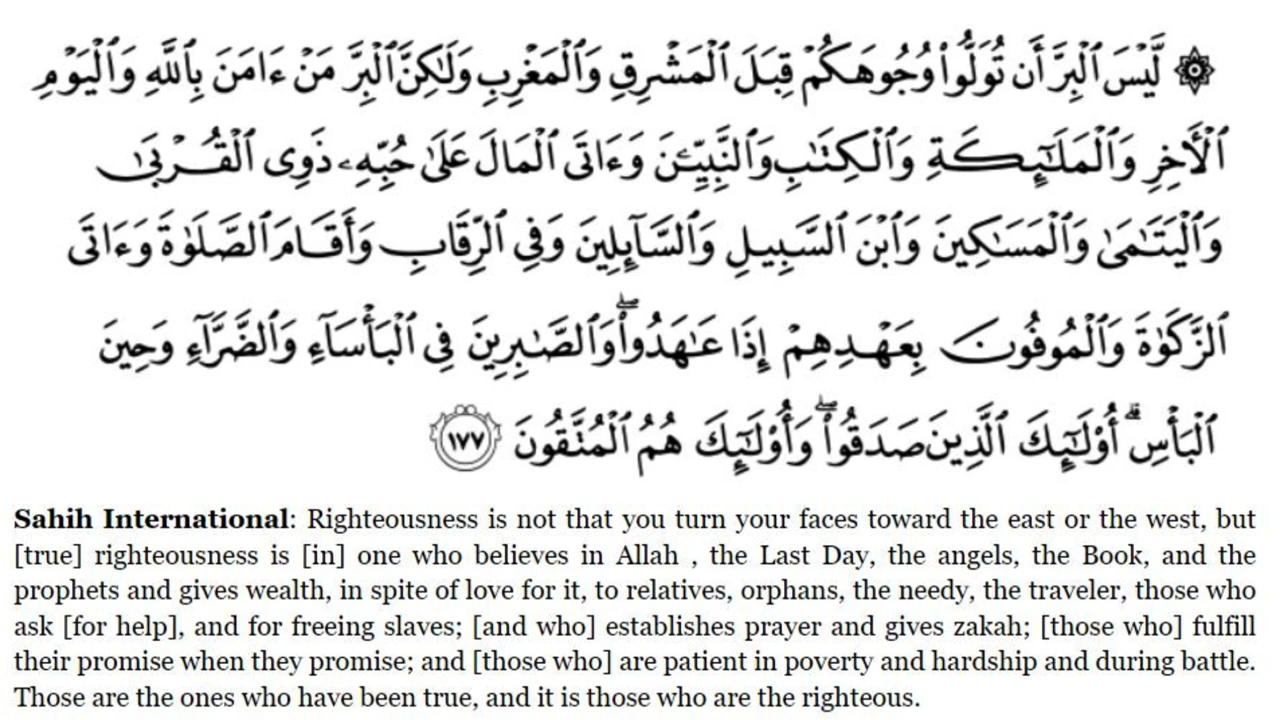 ۞ لَّيْسَ ٱلْبِرَّ أَن تُوَلُّوا۟ وُجُوهَكُمْ قِبَلَ ٱلْمَشْرِقِ وَٱلْمَغْرِبِ وَلَـٰكِنَّ ٱلْبِرَّ مَنْ ءَامَنَ بِٱللَّهِ وَٱلْيَوْمِ
ٱلْـَٔاخِرِ وَٱلْمَلَـٰٓئِكَةِ وَٱلْكِتَـٰبِ وَٱلنَّبِيِّـۧنَ وَءَاتَى ٱلْمَالَ عَلَىٰ حُبِّهِۦ ذَوِى ٱلْقُرْبَىٰ
وَٱلْيَتَـٰمَىٰ وَٱلْمَسَـٰكِينَ وَٱبْنَ ٱلسَّبِيلِ وَٱلسَّآئِلِينَ وَفِى ٱلرِّقَابِ وَأَقَامَ ٱلصَّلَوٰةَ وَءَاتَى
ٱلزَّكَوٰةَ وَٱلْمُوفُونَ بِعَهْدِهِمْ إِذَا عَـٰهَدُوا۟ ۖ وَٱلصَّـٰبِرِينَ فِى ٱلْبَأْسَآءِ وَٱلضَّرَّآءِ وَحِينَ
ٱلْبَأْسِ ۗ أُو۟لَـٰٓئِكَ ٱلَّذِينَ صَدَقُوا۟ ۖ وَأُو۟لَـٰٓئِكَ هُمُ ٱلْمُتَّقُونَ ١٧٧
Sahih International: Righteousness is not that you turn your faces toward the east or the west, but
[true] righteousness is [in] one who believes in Allah , the Last Day, the angels, the Book, and the
prophets and gives wealth, in spite of love for it, to relatives, orphans, the needy, the traveler, those who
ask [for help], and for freeing slaves; [and who] establishes prayer and gives zakah; [those who] fulfill
their promise when they promise; and [those who] are patient in poverty and hardship and during battle.
Those are the ones who have been true, and it is those who are the righteous.